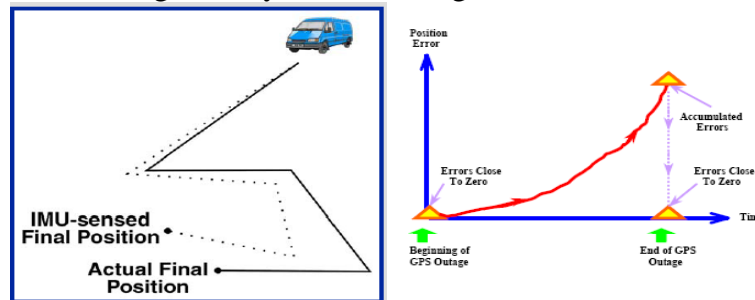 IMU-sensed
Final Position
Actual Final
Position
Position
Error
Accumulated
Errors
Errors Close
To Zero
Errors Close
To Zero
Beginning of
GPS Outage
End of GPS
Outage